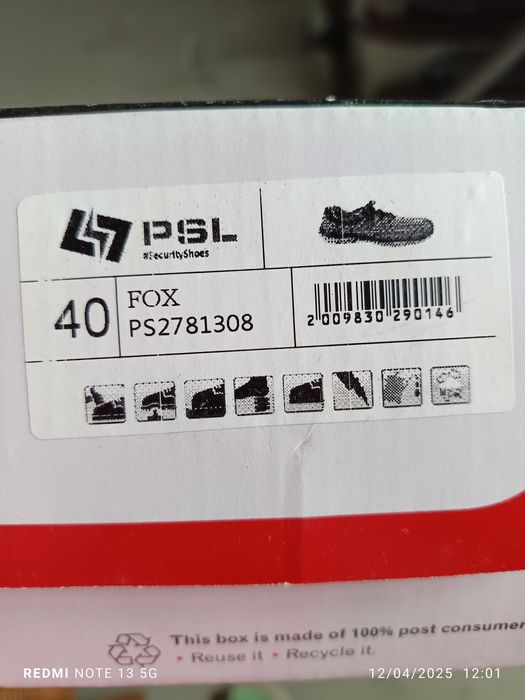 PSL
#SecurityShoes
40
FOX
PS2781308
2 009830 290146
This box is made of 100% post consumer
• Reuse it • Recycle it.
REDMI NOTE 13 5G
12/04/2025 12:01